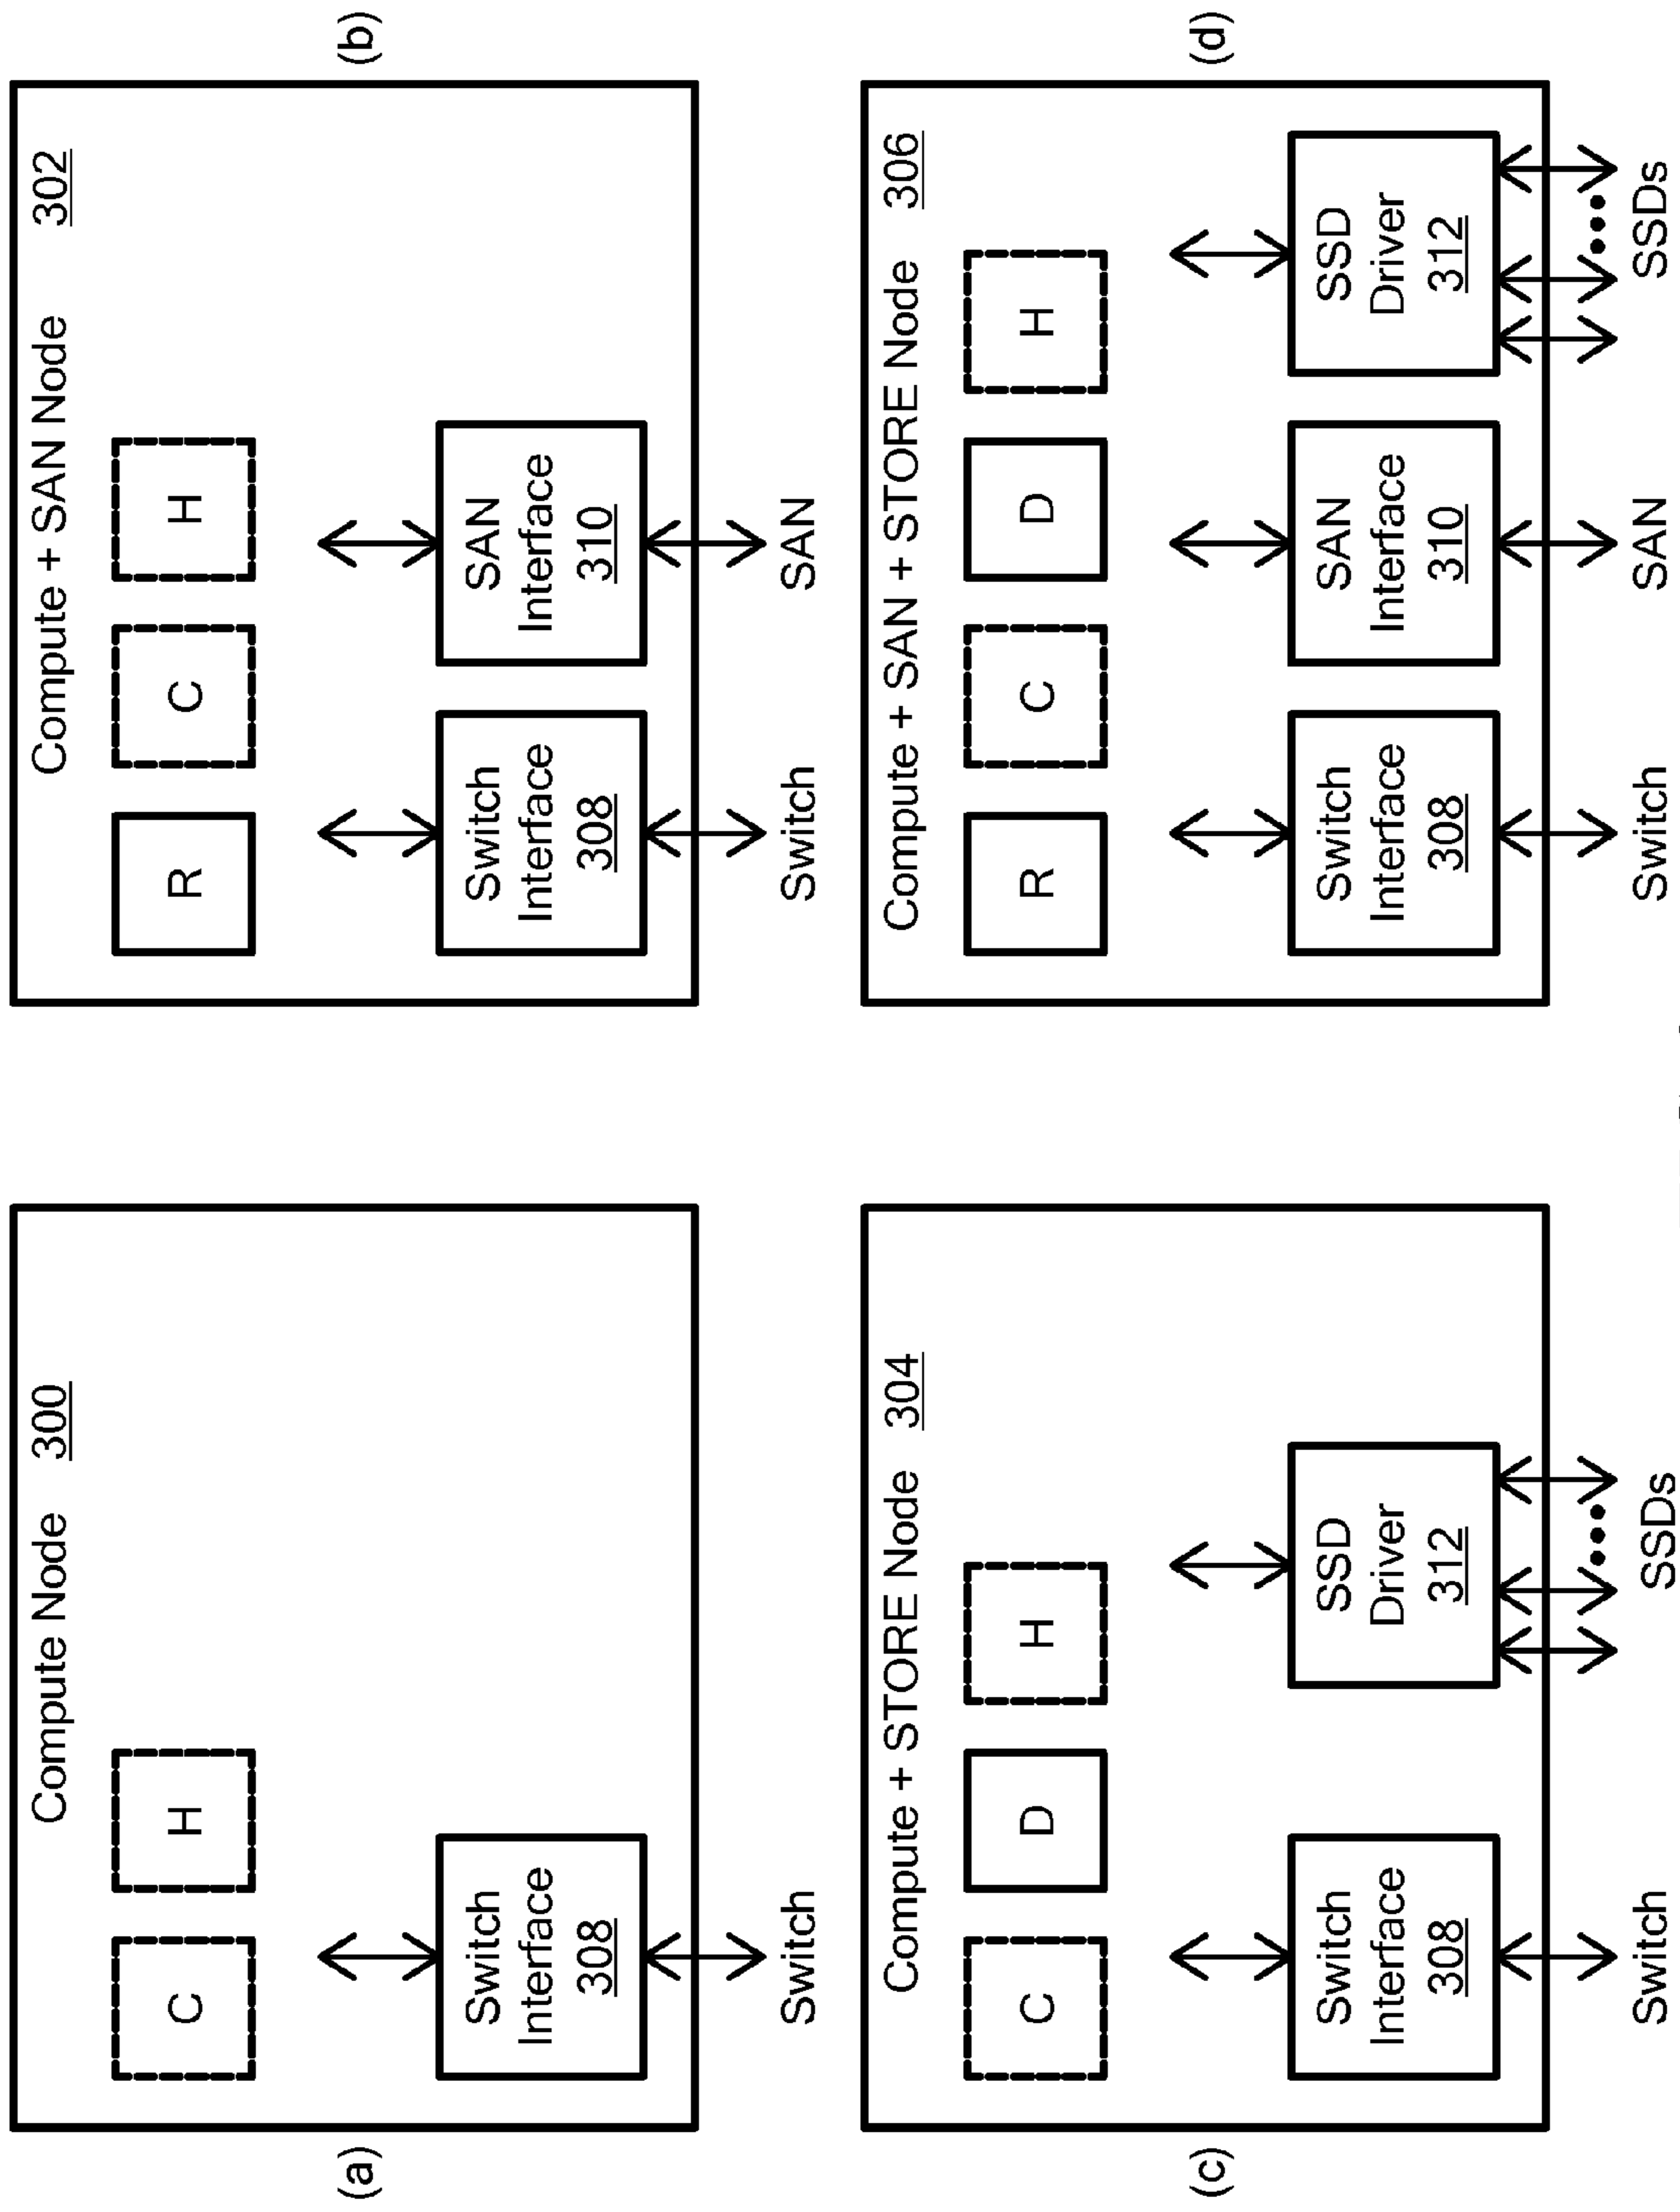 (a)
Compute Node 300
C
H
Switch
Interface
308
Switch
(b)
Compute + SAN Node 302
R
C
H
Switch
Interface
308
SAN
Interface
310
Switch
SAN
(c)
Compute + STORE Node 304
C
D
H
Switch
Interface
308
SSD
Driver
312
Switch
SSDs
(d)
Compute + SAN + STORE Node 306
R
C
D
H
Switch
Interface
308
SAN
Interface
310
SSD
Driver
312
Switch
SAN
SSDs